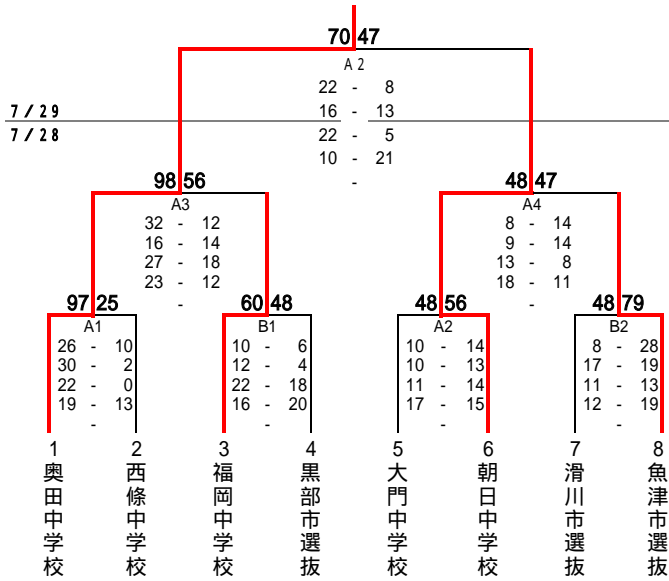 70 47
A 2
22 - 8
7/29
16 - 13
7/28
22 - 5
10 - 21
-
98 56
48 47
A3
A4
32 - 12
8 - 14
16 - 14
9 - 14
27 - 18
13 - 8
23 - 12
18 - 11
-
-
97 25
60 48
48 56
48 79
A1
B1
A2
B2
26 - 10
10 - 6
10 - 14
8 - 28
30 - 2
12 - 4
10 - 13
17 - 19
22 - 0
22 - 18
11 - 14
11 - 13
19 - 13
16 - 20
17 - 15
12 - 19
-
-
-
-
1
2
3
4
5
6
7
8
奥田中学校
西條中学校
福岡中学校
黒部市選抜
大門中学校
朝日中学校
滑川市選抜
魚津市選抜